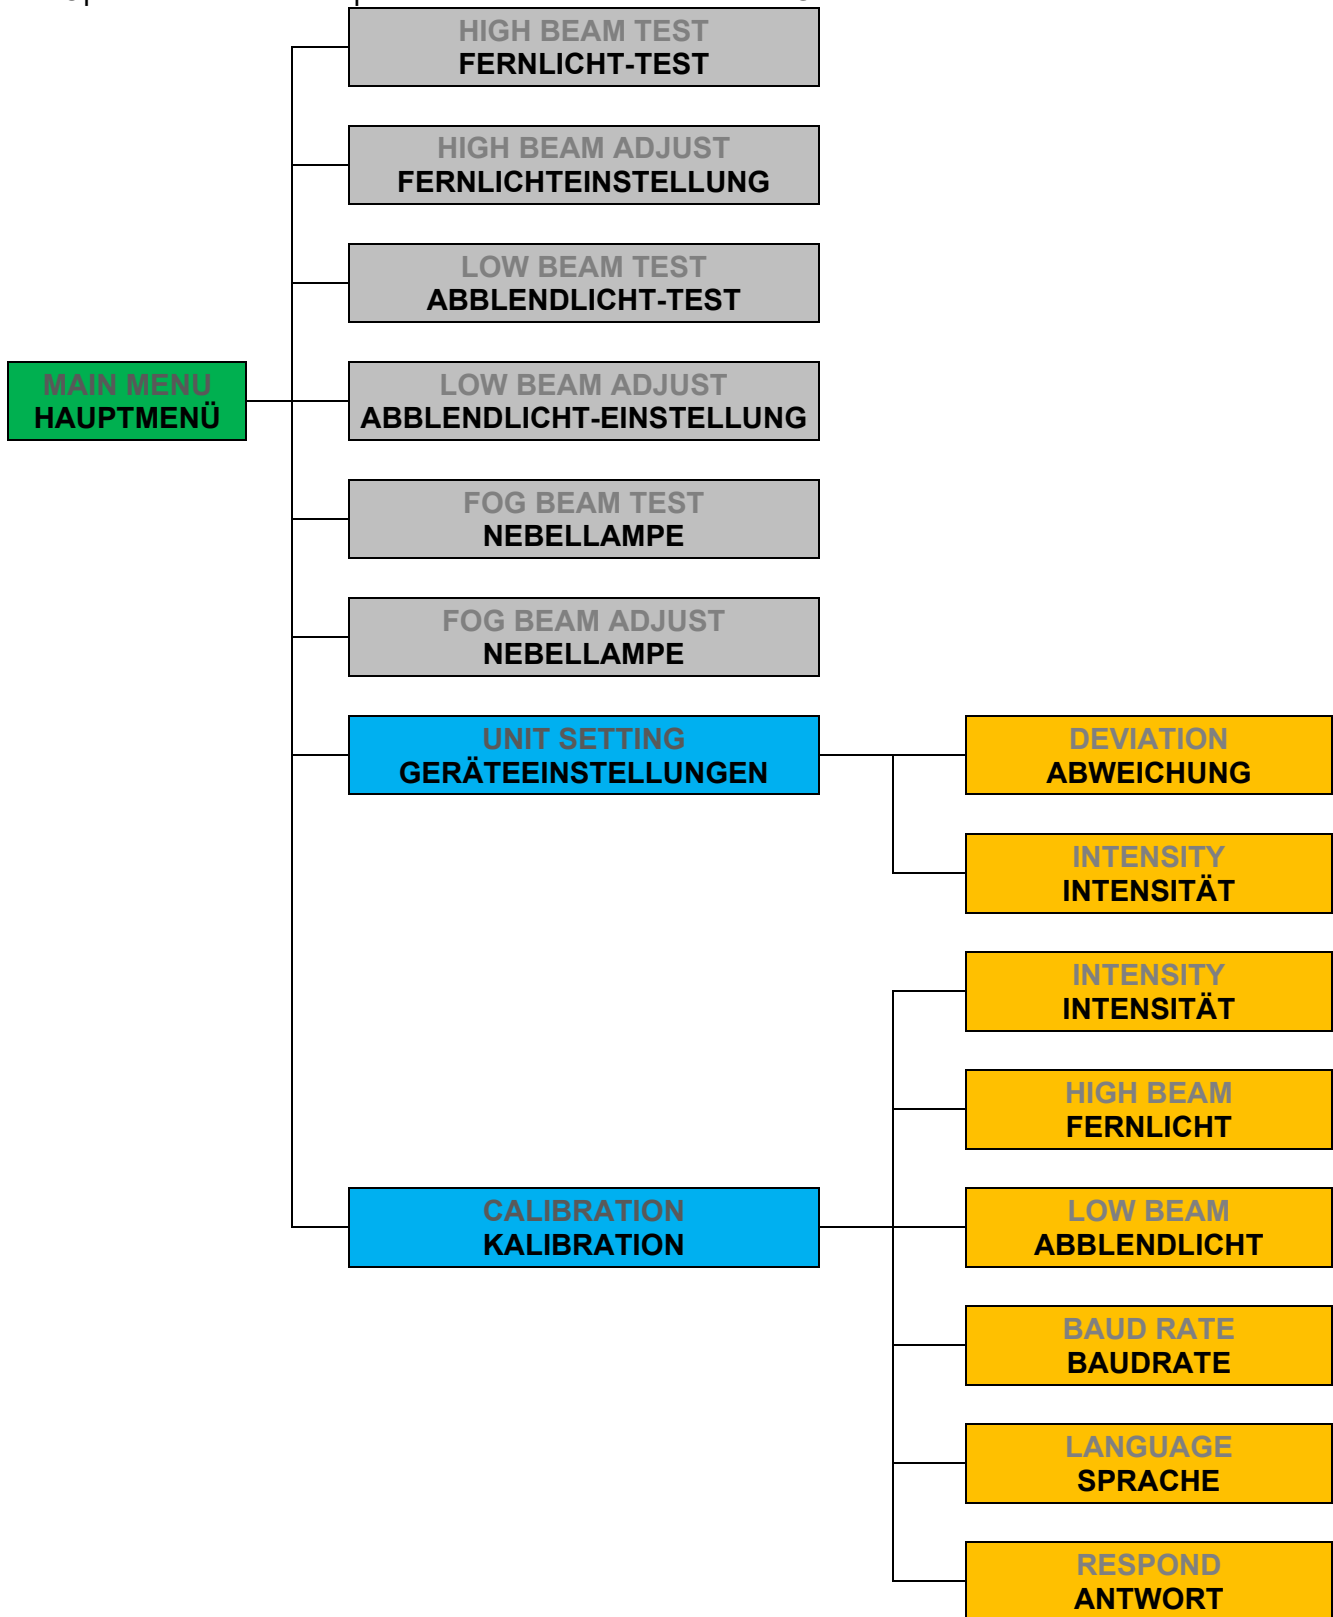 HIGH BEAM TEST
FERNLICHT-TEST
HIGH BEAM ADJUST
FERNLICHTEINSTELLUNG
LOW BEAM TEST
ABBLENDLICHT-TEST
MAIN MENU
HAUPTMENÜ
LOW BEAM ADJUST
ABBLENDLICHT-EINSTELLUNG
FOG BEAM TEST
NEBELLAMPE
FOG BEAM ADJUST
NEBELLAMPE
UNIT SETTING
GERÄTEEINSTELLUNGEN
DEVIATION
ABWEICHUNG
INTENSITY
INTENSITÄT
INTENSITY
INTENSITÄT
HIGH BEAM
FERNLICHT
CALIBRATION
KALIBRATION
LOW BEAM
ABBLENDLICHT
BAUD RATE
BAUDRATE
LANGUAGE
SPRACHE
RESPOND
ANTWORT